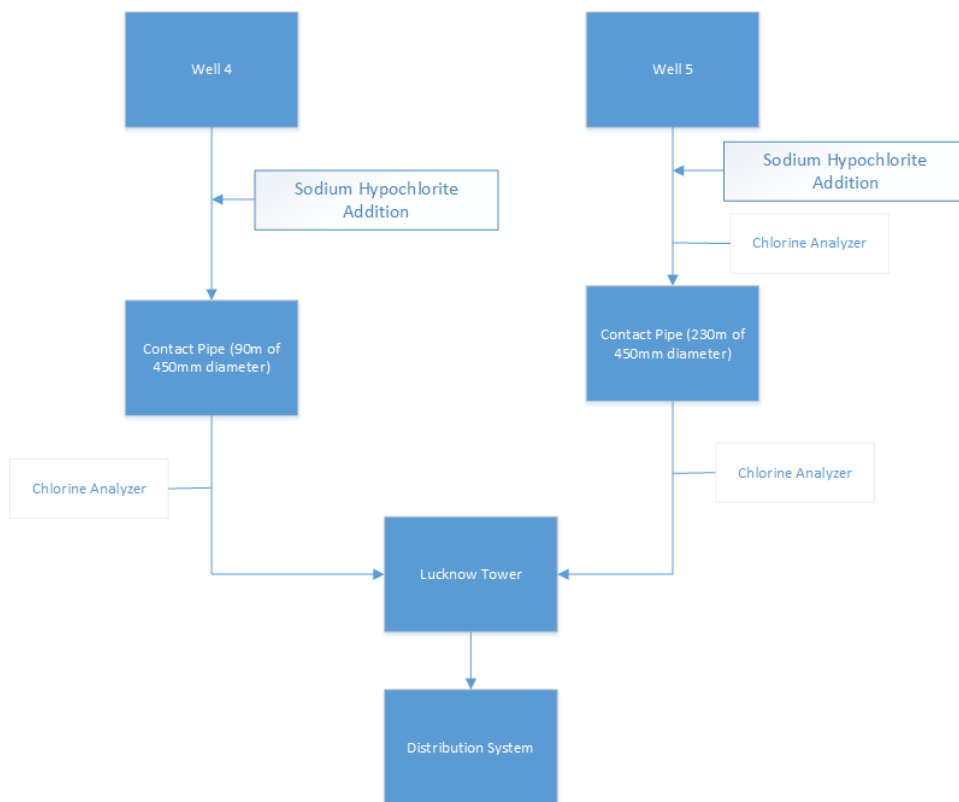 Well 4
Well 5
Sodium Hypochlorite
Addition
Sodium Hypochlorite
Addition
Chlorine Analyzer
Contact Pipe (90m of
450mm diameter)
Contact Pipe (230m of
450mm diameter)
Chlorine Analyzer
Chlorine Analyzer
Lucknow Tower
Distribution System